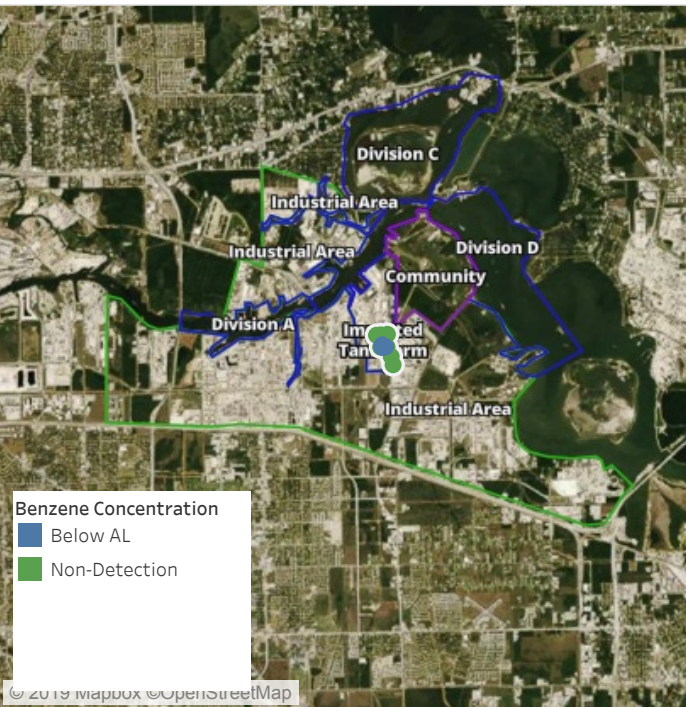 Division C
Industrial Area
Division D
Industrial Area
Community
Division A
Industrial Area
Benzene Concentration
Below AL
Non-Detection
© 2019 Mapbox ©OpenStreetMap